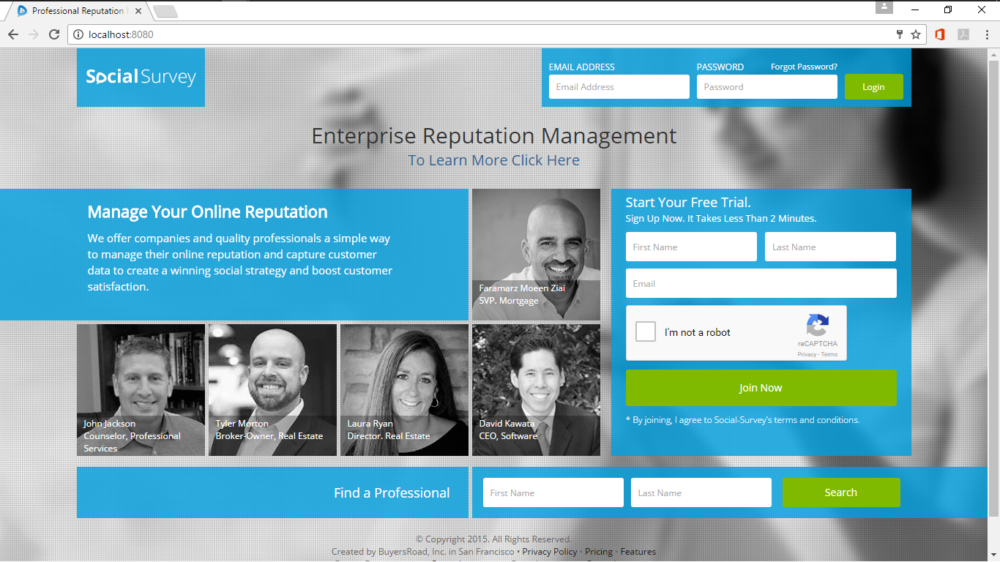 Professional Reputation
localhost:8080
SocialSurvey
EMAIL ADDRESS
PASSWORD
Forgot Password?
Email Address
Password
Login
Enterprise Reputation Management
To Learn More Click Here
Manage Your Online Reputation
We offer companies and quality professionals a simple way
to manage their online reputation and capture customer
data to create a winning social strategy and boost customer
satisfaction.
Faramarz Moeen Ziai
SVP. Mortgage
Start Your Free Trial.
Sign Up Now. It Takes Less Than 2 Minutes.
First Name
Last Name
Email
I'm not a robot
reCAPTCHA
Privacy - Terms
Join Now
* By joining, I agree to Social-Survey's terms and conditions.
John Jackson
Counselor, Professional
Services
Tyler Morton
Broker-Owner, Real Estate
Laura Ryan
Director. Real Estate
David Kawata
CEO, Software
Find a Professional
First Name
Last Name
Search
© Copyright 2015. All Rights Reserved.
Created by BuyersRoad, Inc. in San Francisco • Privacy Policy • Pricing • Features